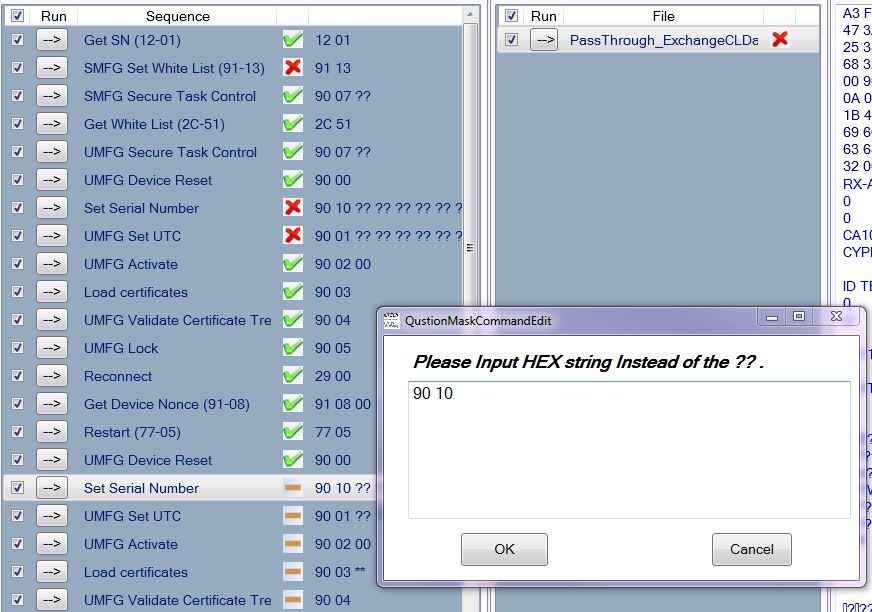 Run Sequence
--> Get SN (12-01) 12 01
--> SMFG Set White List (91-13) 91 13
--> SMFG Secure Task Control 90 07 ??
--> Get White List (2C-51) 2C 51
--> UMFG Secure Task Control 90 07 ??
--> UMFG Device Reset 90 00
--> Set Serial Number 90 10 ?? ?? ?? ?? ?? ?
--> UMFG Set UTC 90 01 ?? ?? ?? ?? ?? ?
--> UMFG Activate 90 02 00
--> Load certificates 90 03
--> UMFG Validate Certificate Tre 90 04
--> UMFG Lock 90 05
--> Reconnect 29 00
--> Get Device Nonce (91-08) 91 08 00
--> Restart (77-05) 77 05
--> UMFG Device Reset 90 00
--> Set Serial Number 90 10 ??
--> UMFG Set UTC 90 01 ??
--> UMFG Activate 90 02 00
--> Load certificates 90 03 **
--> UMFG Validate Certificate Tre 90 04
Run File
--> PassThrough_ExchangeCLDa
QustionMaskCommandEdit
Please Input HEX string Instead of the ?? .
90 10
OK Cancel
A3 F
47 3
25 3
68 3
00 9
0A 0
1B 4
69 6
63 6
32 0
RX-A
0
0
CA10
CYP
ID TE
0